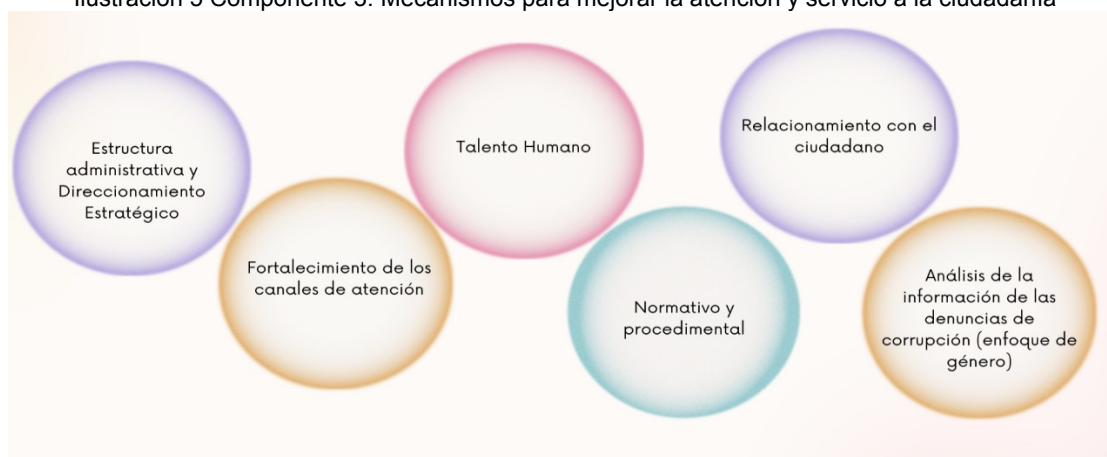 Ilustración 5 Componente 5. Mecanismos para mejorar la atención y servicio a la ciudadanía
Estructura
administrativa y
Direccionamiento
Estratégico
Fortalecimiento de los
canales de atención
Talento Humano
Normativo y
procedimental
Relacionamiento con el
ciudadano
Análisis de la
información de las
denuncias de
corrupción (enfoque de
género)